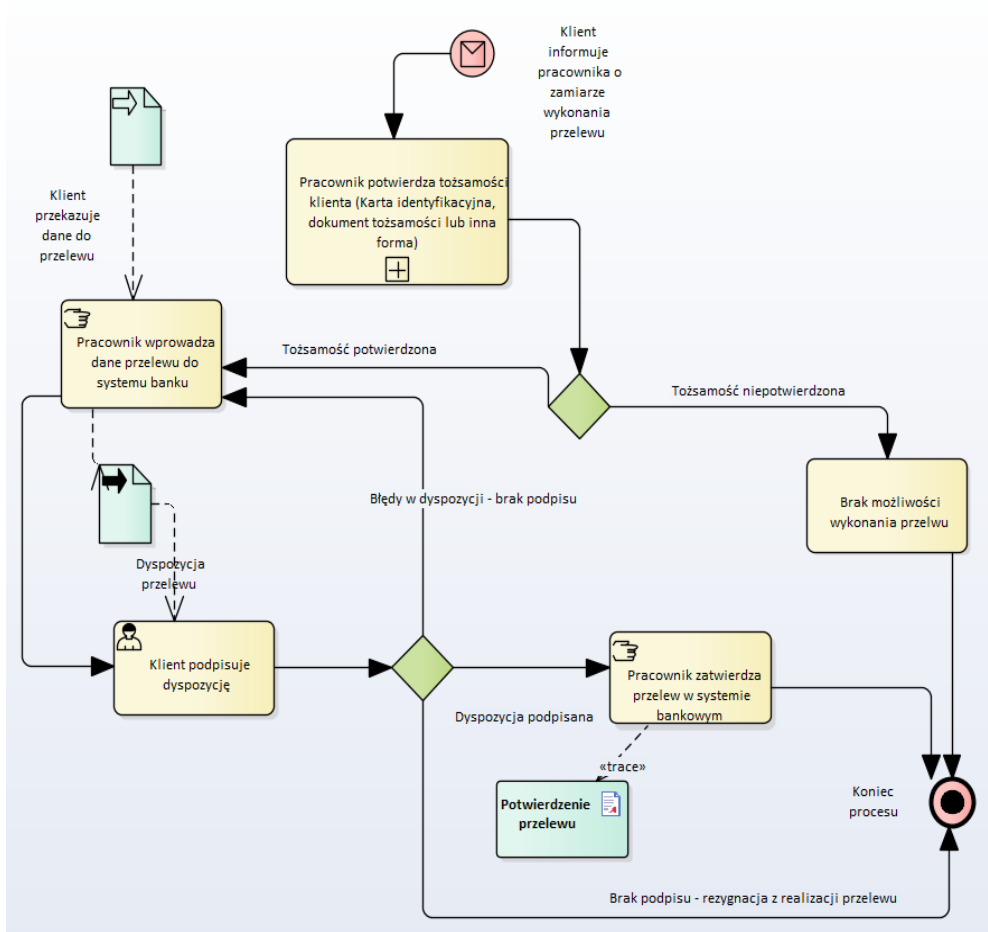 Klient
informuje
pracownika o
zamiarze
wykonania
przelewu
Pracownik potwierdza tożsamości
klienta (Karta identyfikacyjna,
dokument tożsamości lub inna
forma)
Klient
przekazuje
dane do
przelewu
Pracownik wprowadza
dane przelewu do
systemu banku
Tożsamość potwierdzona
Tożsamość niepotwierdzona
Brak możliwości
wykonania przelwu
Błędy w dyspozycji - brak podpisu
Dyspozycja
przelewu
Klient podpisuje
dyspozycję
Pracownik zatwierdza
przelew w systemie
bankowym
Dyspozycja podpisana
«trace»
Potwierdzenie
przelewu
Koniec
procesu
Brak podpisu - rezygnacja z realizacji przelewu